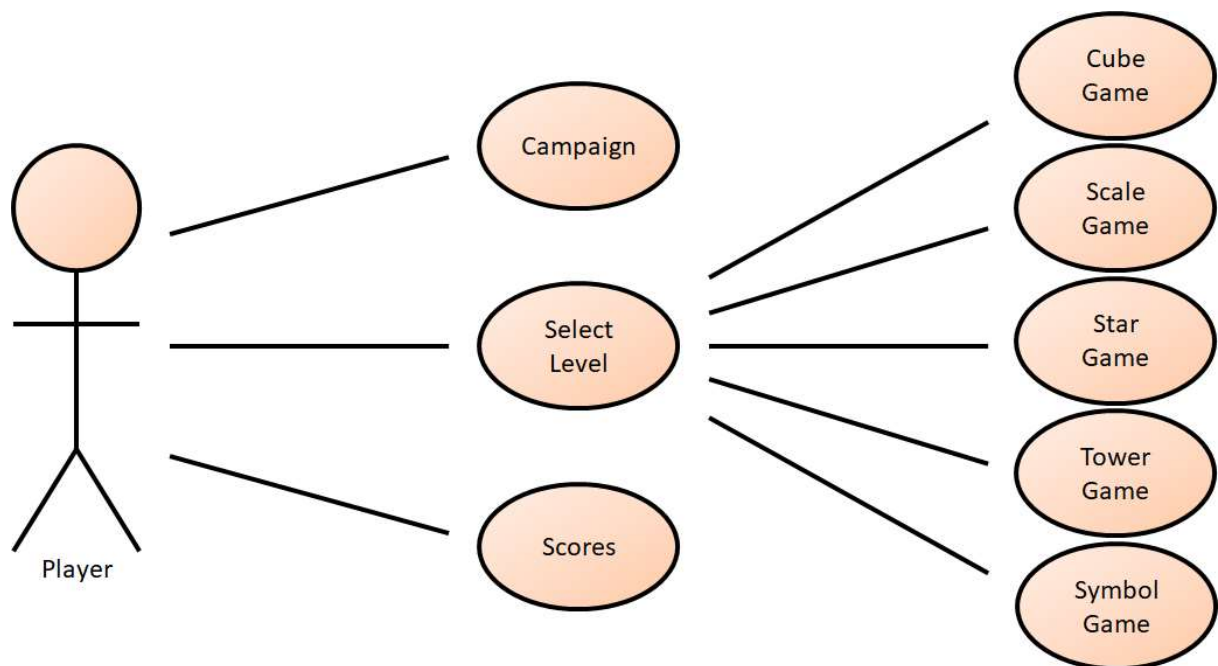 Player
Campaign
Select
Level
Scores
Cube
Game
Scale
Game
Star
Game
Tower
Game
Symbol
Game